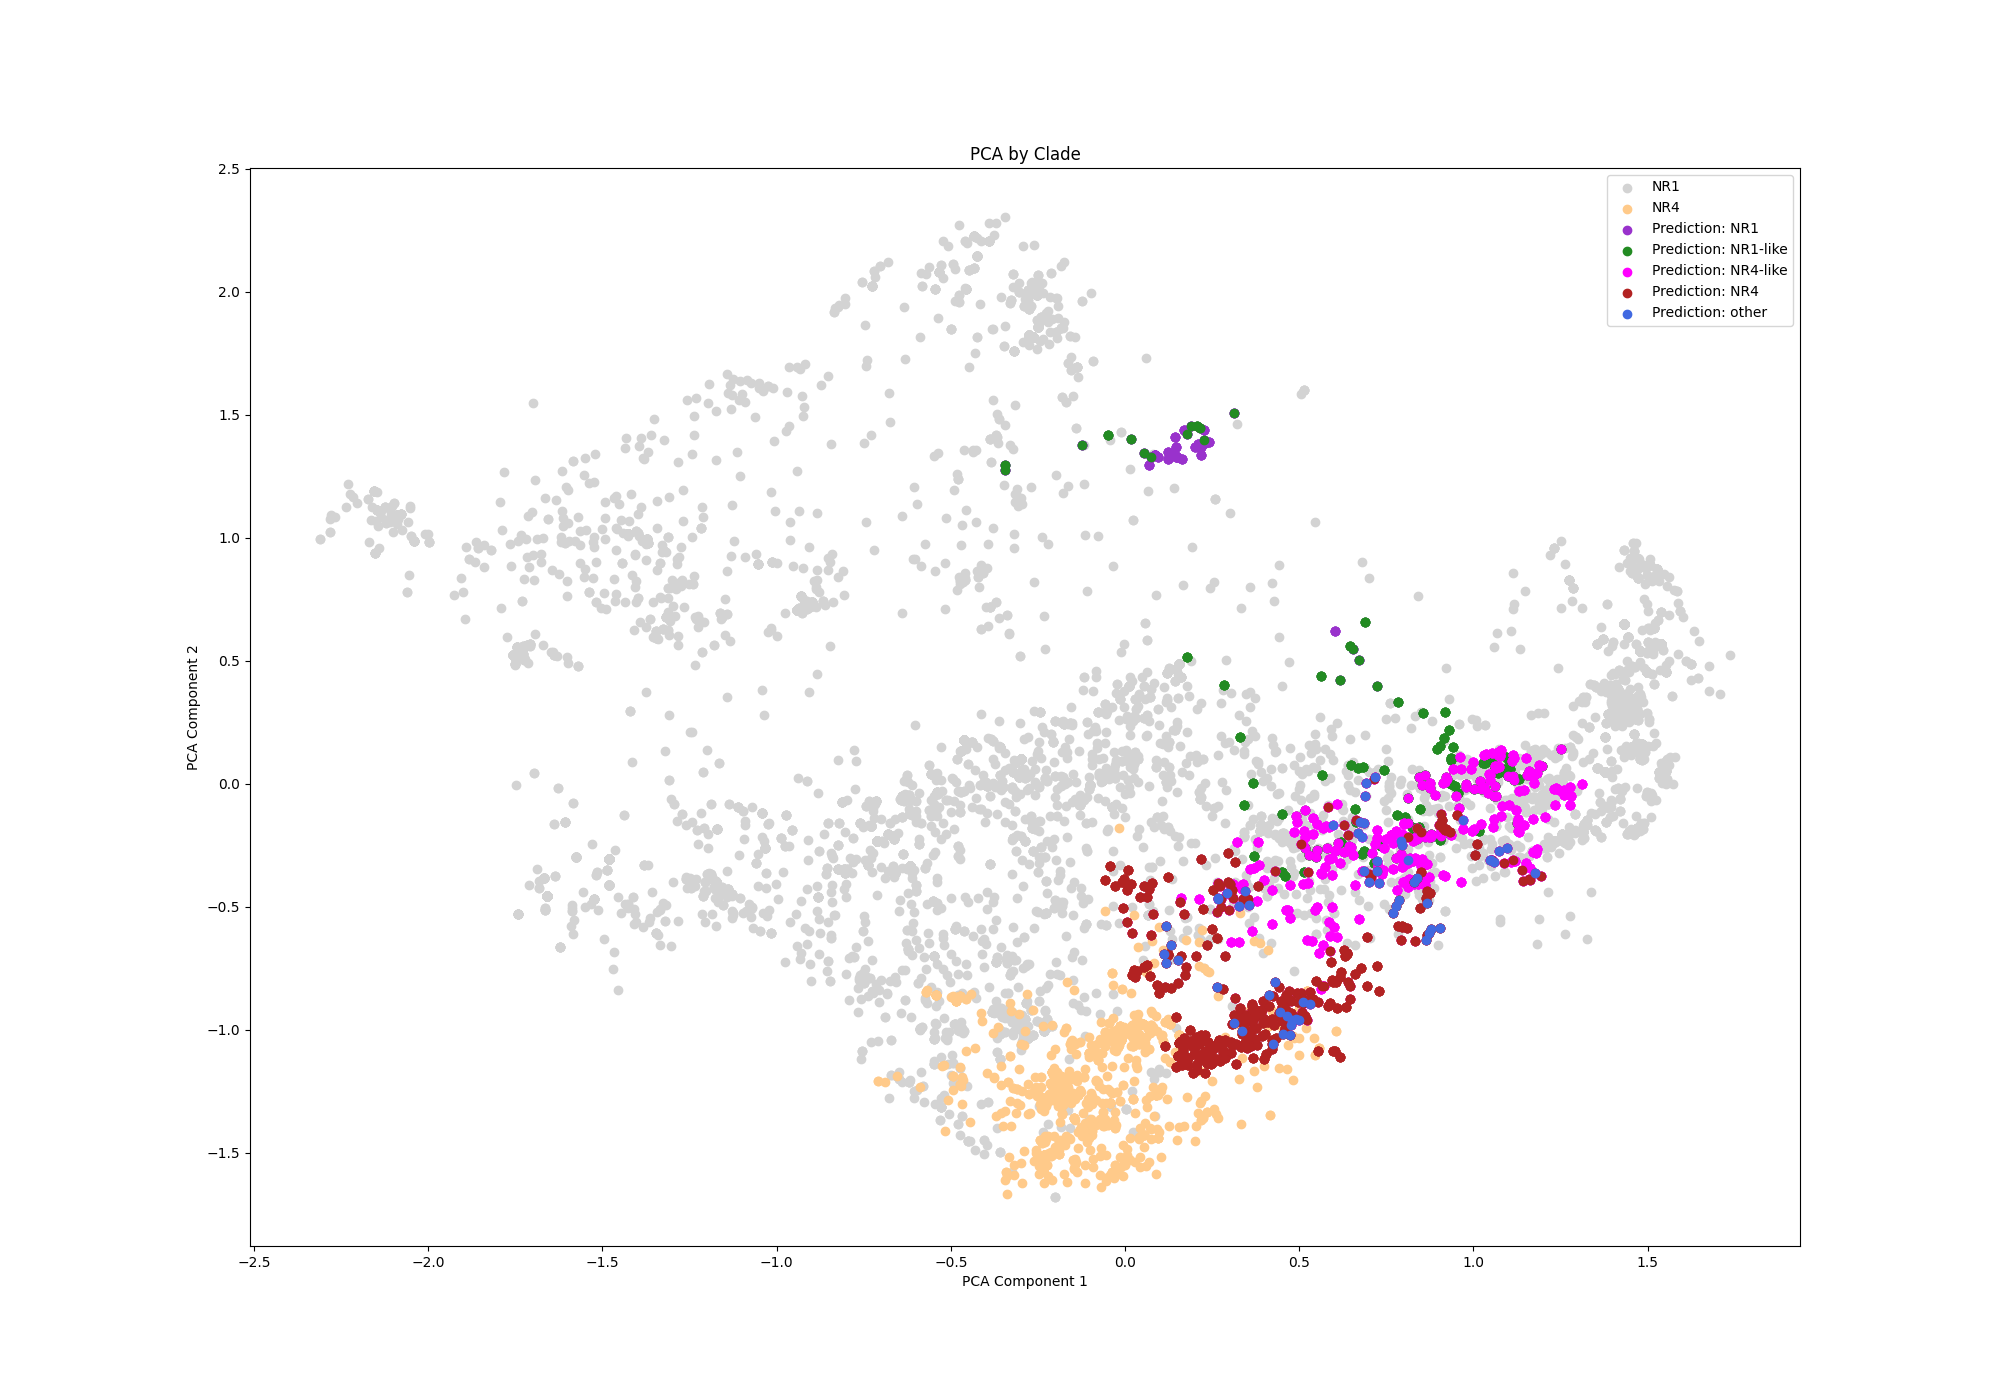 PCA by Clade
2.5
2.0
1.5
1.0
0.5
0.0
−0.5
−1.0
−1.5
PCA Component 2
NR1
NR4
Prediction: NR1
Prediction: NR1-like
Prediction: NR4-like
Prediction: NR4
Prediction: other
−2.5 −2.0 −1.5 −1.0 −0.5 0.0 0.5 1.0 1.5
PCA Component 1